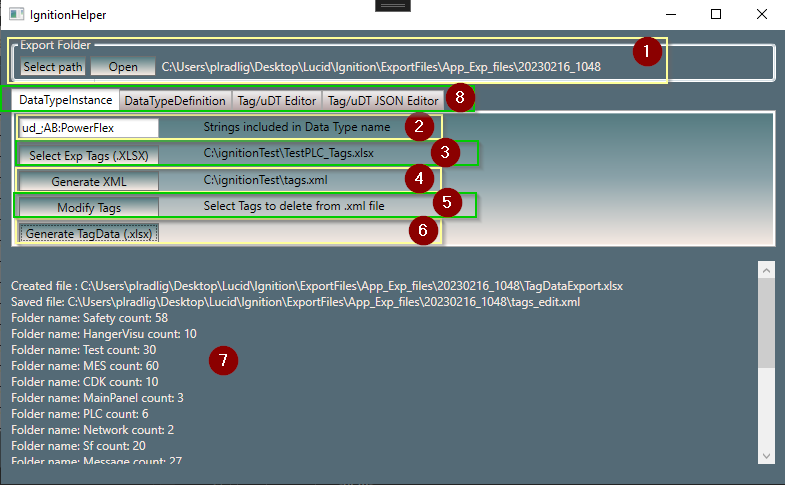 IgnitionHelper
Export Folder
1
Select path Open C:\Users\plradlig\Desktop\Lucid\Ignition\ExportFiles\App_Exp_files\20230216_1048
DataTypeInstance DataTypeDefinition Tag/uDT Editor Tag/uDT JSON Editor 8
ud_;AB:PowerFlex Strings included in Data Type name 2
Select Exp Tags (.XLSX) C:\ignitionTest\TestPLC_Tags.xlsx 3
Generate XML C:\ignitionTest\tags.xml 4
Modify Tags Select Tags to delete from .xml file 5
Generate TagData (.xlsx) 6
Created file : C:\Users\plradlig\Desktop\Lucid\Ignition\ExportFiles\App_Exp_files\20230216_1048\TagDataExport.xlsx
Saved file: C:\Users\plradlig\Desktop\Lucid\Ignition\ExportFiles\App_Exp_files\20230216_1048\tags_edit.xml
Folder name: Safety count: 58
Folder name: HangerVisu count: 10
Folder name: Test count: 30
7
Folder name: MES count: 60
Folder name: CDK count: 10
Folder name: MainPanel count: 3
Folder name: PLC count: 6
Folder name: Network count: 2
Folder name: Sf count: 20
Folder name: Message count: 27